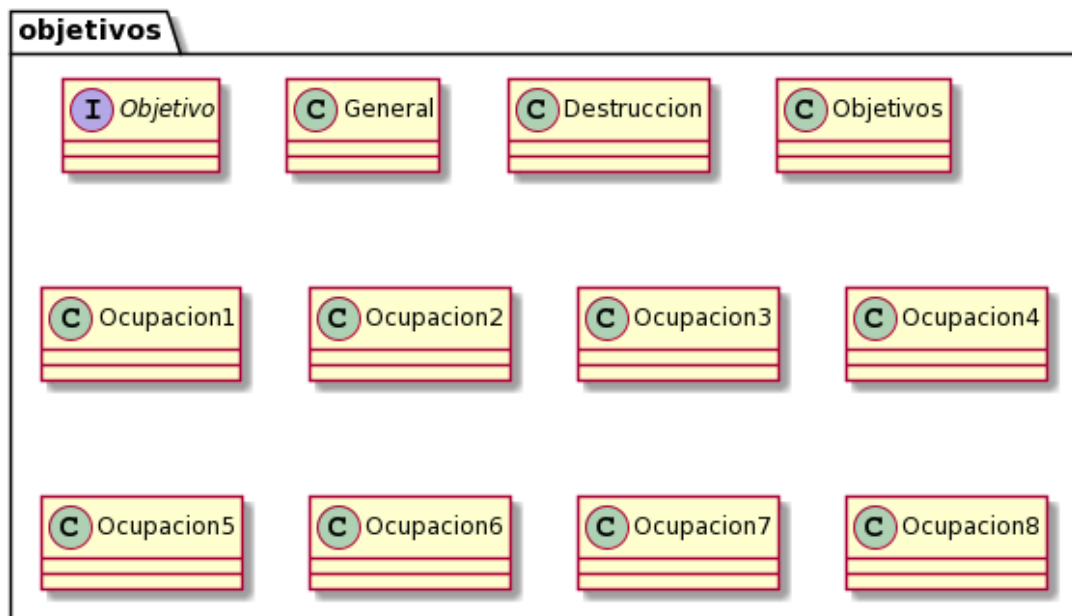 objetivos
I Objetivo C General C Destruccion C Objetivos
C Ocupacion1 C Ocupacion2 C Ocupacion3 C Ocupacion4
C Ocupacion5 C Ocupacion6 C Ocupacion7 C Ocupacion8